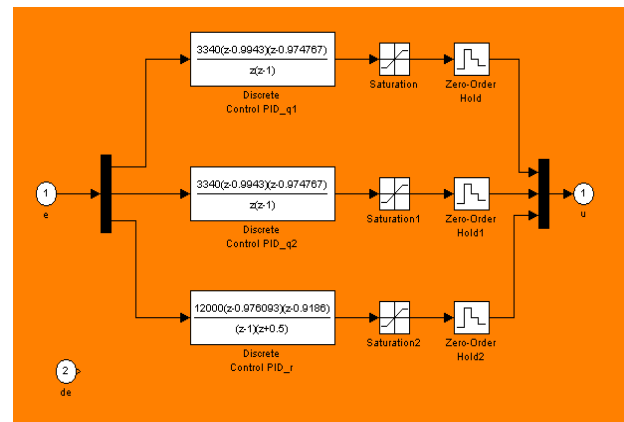 3340(z-0.9943)(z-0.974767)
z(z-1)
Discrete
Control PID_q1
Saturation
Zero-Order
Hold
1
e
3340(z-0.9943)(z-0.974767)
z(z-1)
Discrete
Control PID_q2
Saturation1
Zero-Order
Hold1
1
u
12000(z-0.976093)(z-0.9186)
(z-1)(z+0.5)
Discrete
Control PID_r
Saturation2
Zero-Order
Hold2
2
de